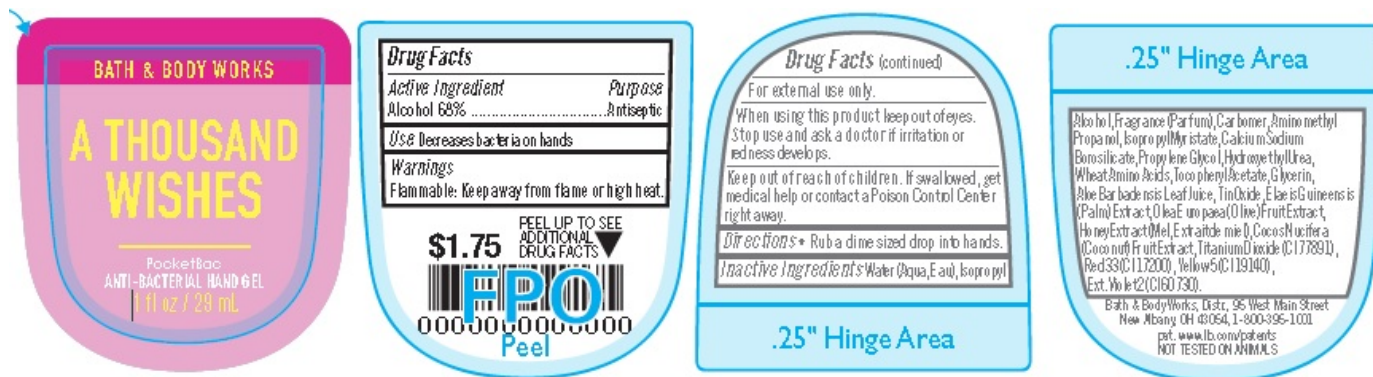 BATH & BODY WORKS
A THOUSAND
WISHES
PocketBac
ANTI-BACTERIAL HAND GEL
1 fl oz / 29 mL
Drug Facts
Active Ingredient Purpose
Alcohol 68% ................................ Antiseptic
Use Decreases bacteria on hands
Warnings
Flammable: Keep away from flame or high heat.
$1.75
PEEL UP TO SEE
ADDITIONAL
DRUG FACTS
FPO
0000000000000
Peel
Drug Facts (continued)
For external use only.
When using this product keep out of eyes.
Stop use and ask a doctor if irritation or
redness develops.
Keep out of reach of children. If swallowed, get
medical help or contact a Poison Control Center
right away.
Directions • Rub a dime sized drop into hands.
Inactive Ingredients Water (Aqua, Eau), Isopropyl
.25" Hinge Area
.25" Hinge Area
Alcohol, Fragrance (Parfum), Carbomer, Aminomethyl
Propanol, Isopropyl Myristate, Calcium Sodium
Borosilicate, Propylene Glycol, Hydroxyethyl Urea,
Wheat Amino Acids, Tocopheryl Acetate, Glycerin,
Aloe Barbadensis Leaf Juice, Tin Oxide, Elaeis Guineensis
(Palm) Extract, Olea Europaea (Olive) Fruit Extract,
Honey Extract (Mel, Extrait de miel), Cocos Nucifera
(Coconut) Fruit Extract, Titanium Dioxide (CI 77891),
Red 33 (CI 17200), Yellow 5 (CI 19140),
Ext. Violet 2 (CI 60730).
Bath & Body Works, Distr., 95 West Main Street
New Albany, OH 43054, 1-800-395-1001
pat. www.lb.com/patents
NOT TESTED ON ANIMALS